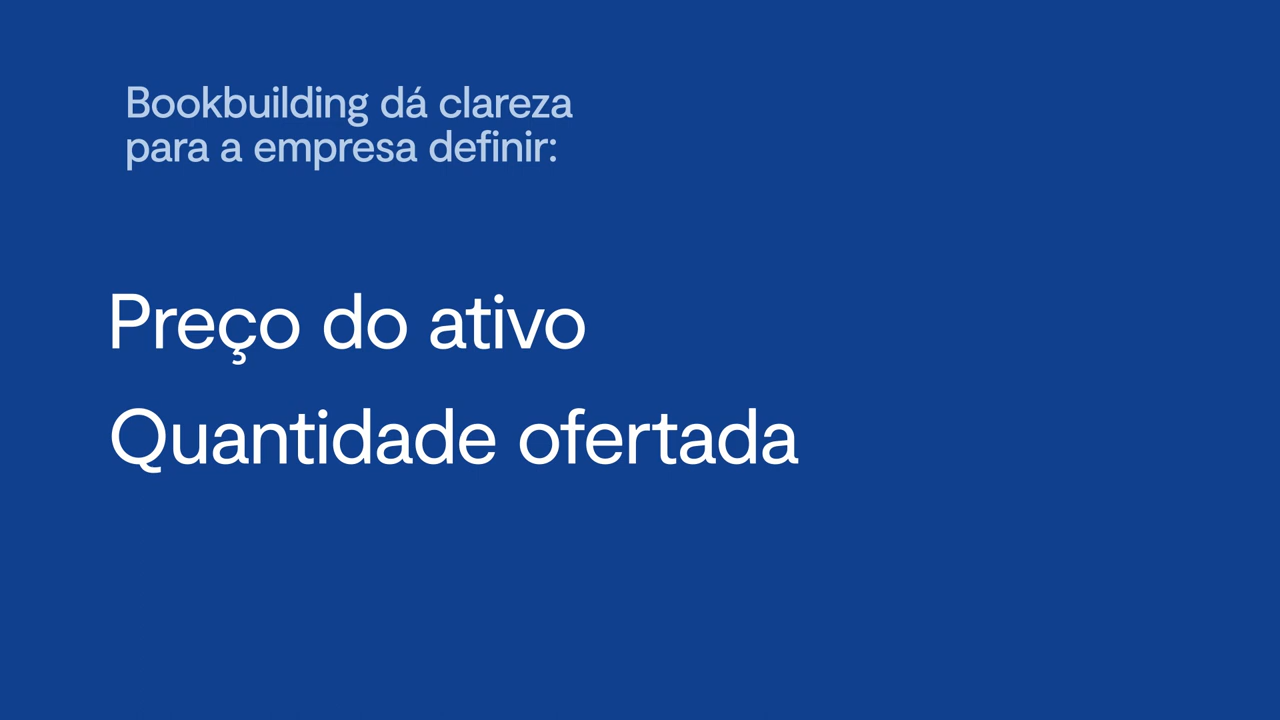 Bookbuilding dá clareza
para a empresa definir:
Preço do ativo
Quantidade ofertada